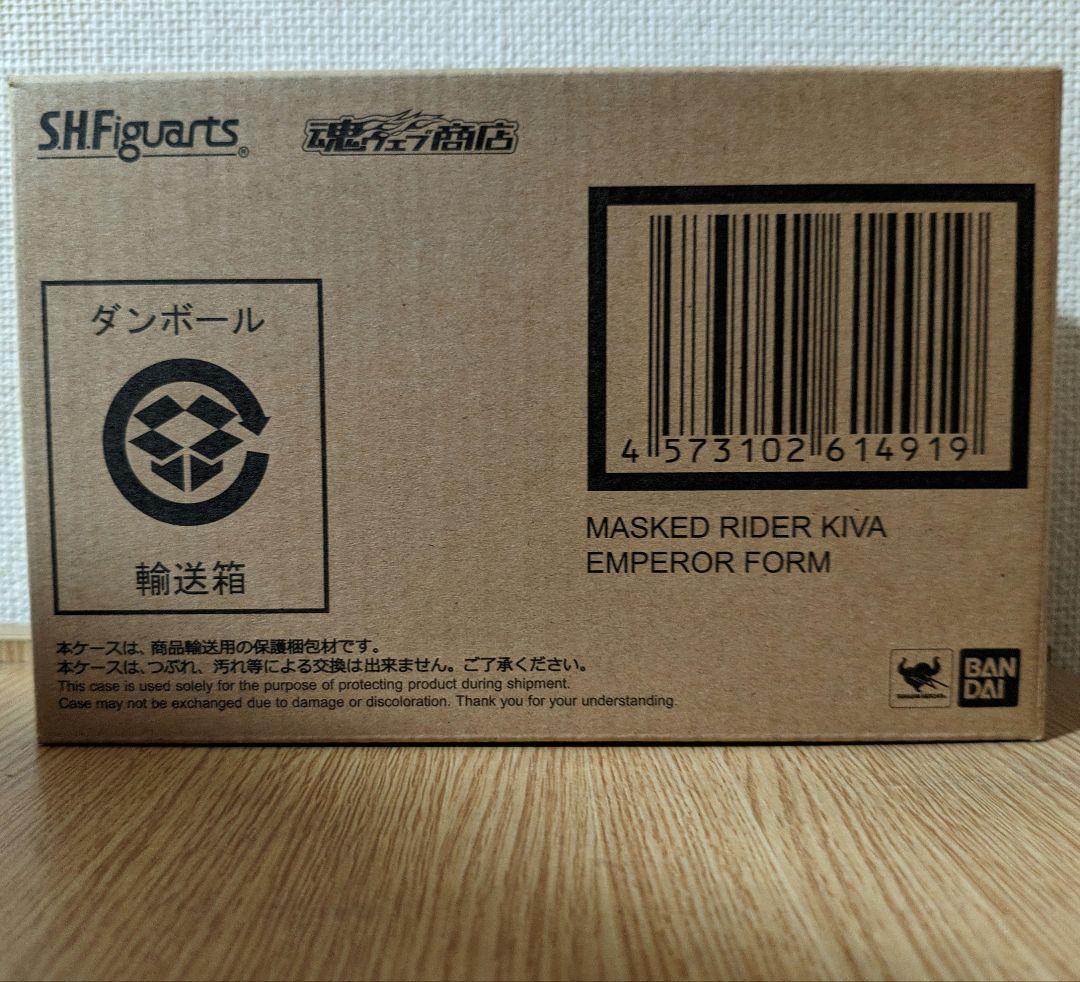 S.H.Figuarts®
魂ウェブ商店
ダンボール
輸送箱
4 573102 614919
MASKED RIDER KIVA
EMPEROR FORM
本ケースは、商品輸送用の保護梱包材です。
本ケースは、つぶれ、汚れ等による交換は出来ません。ご了承ください。
This case is used solely for the purpose of protecting product during shipment.
Case may not be exchanged due to damage or discoloration. Thank you for your understanding.
BAN
DAI